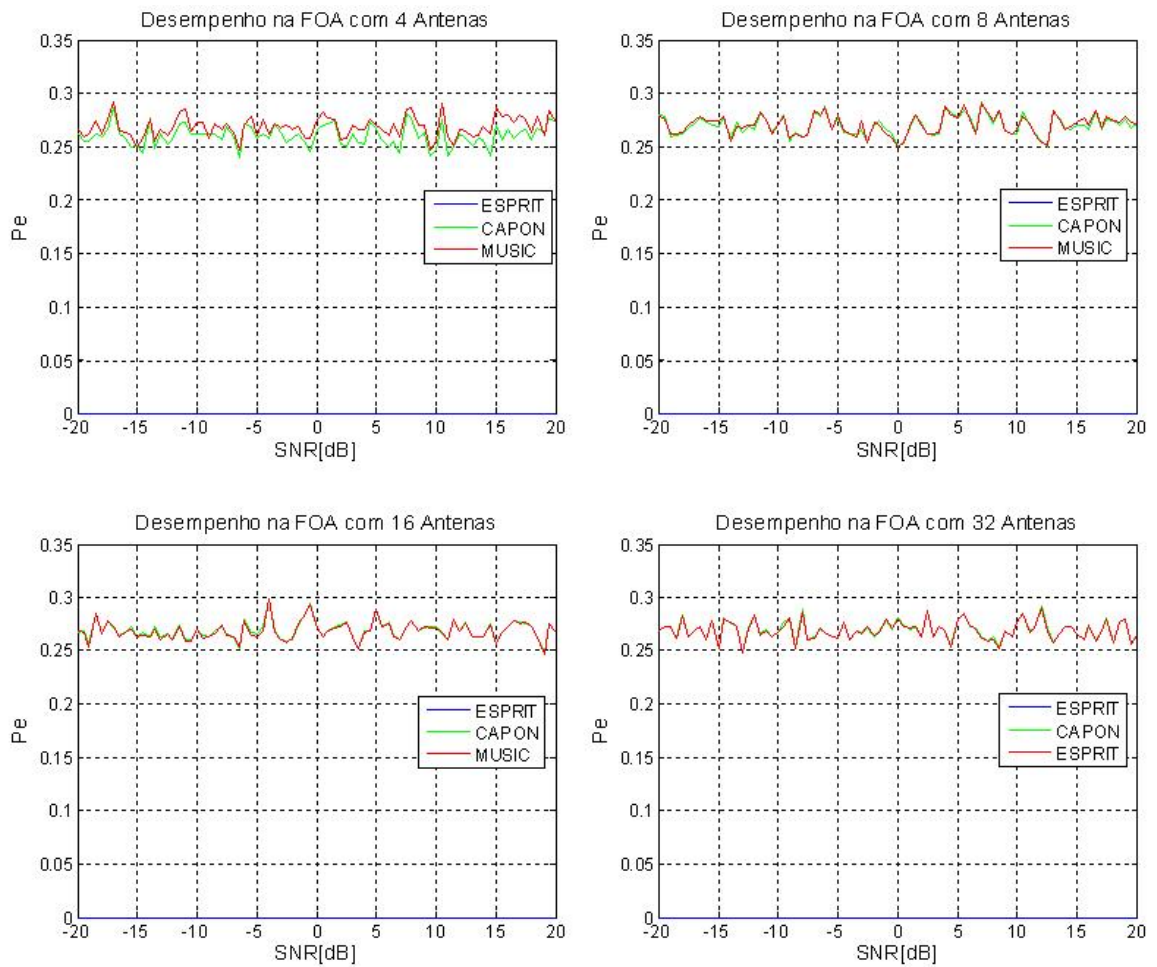 Desempenho na FOA com 4 Antenas
0.35
0.3
0.25
0.2
0.15
0.1
0.05
0
Pe
ESPRIT
CAPON
MUSIC
-20 -15 -10 -5 0 5 10 15 20
SNR[dB]
Desempenho na FOA com 8 Antenas
0.35
0.3
0.25
0.2
0.15
0.1
0.05
0
Pe
ESPRIT
CAPON
MUSIC
-20 -15 -10 -5 0 5 10 15 20
SNR[dB]
Desempenho na FOA com 16 Antenas
0.35
0.3
0.25
0.2
0.15
0.1
0.05
0
Pe
ESPRIT
CAPON
MUSIC
-20 -15 -10 -5 0 5 10 15 20
SNR[dB]
Desempenho na FOA com 32 Antenas
0.35
0.3
0.25
0.2
0.15
0.1
0.05
0
Pe
ESPRIT
CAPON
ESPRIT
-20 -15 -10 -5 0 5 10 15 20
SNR[dB]